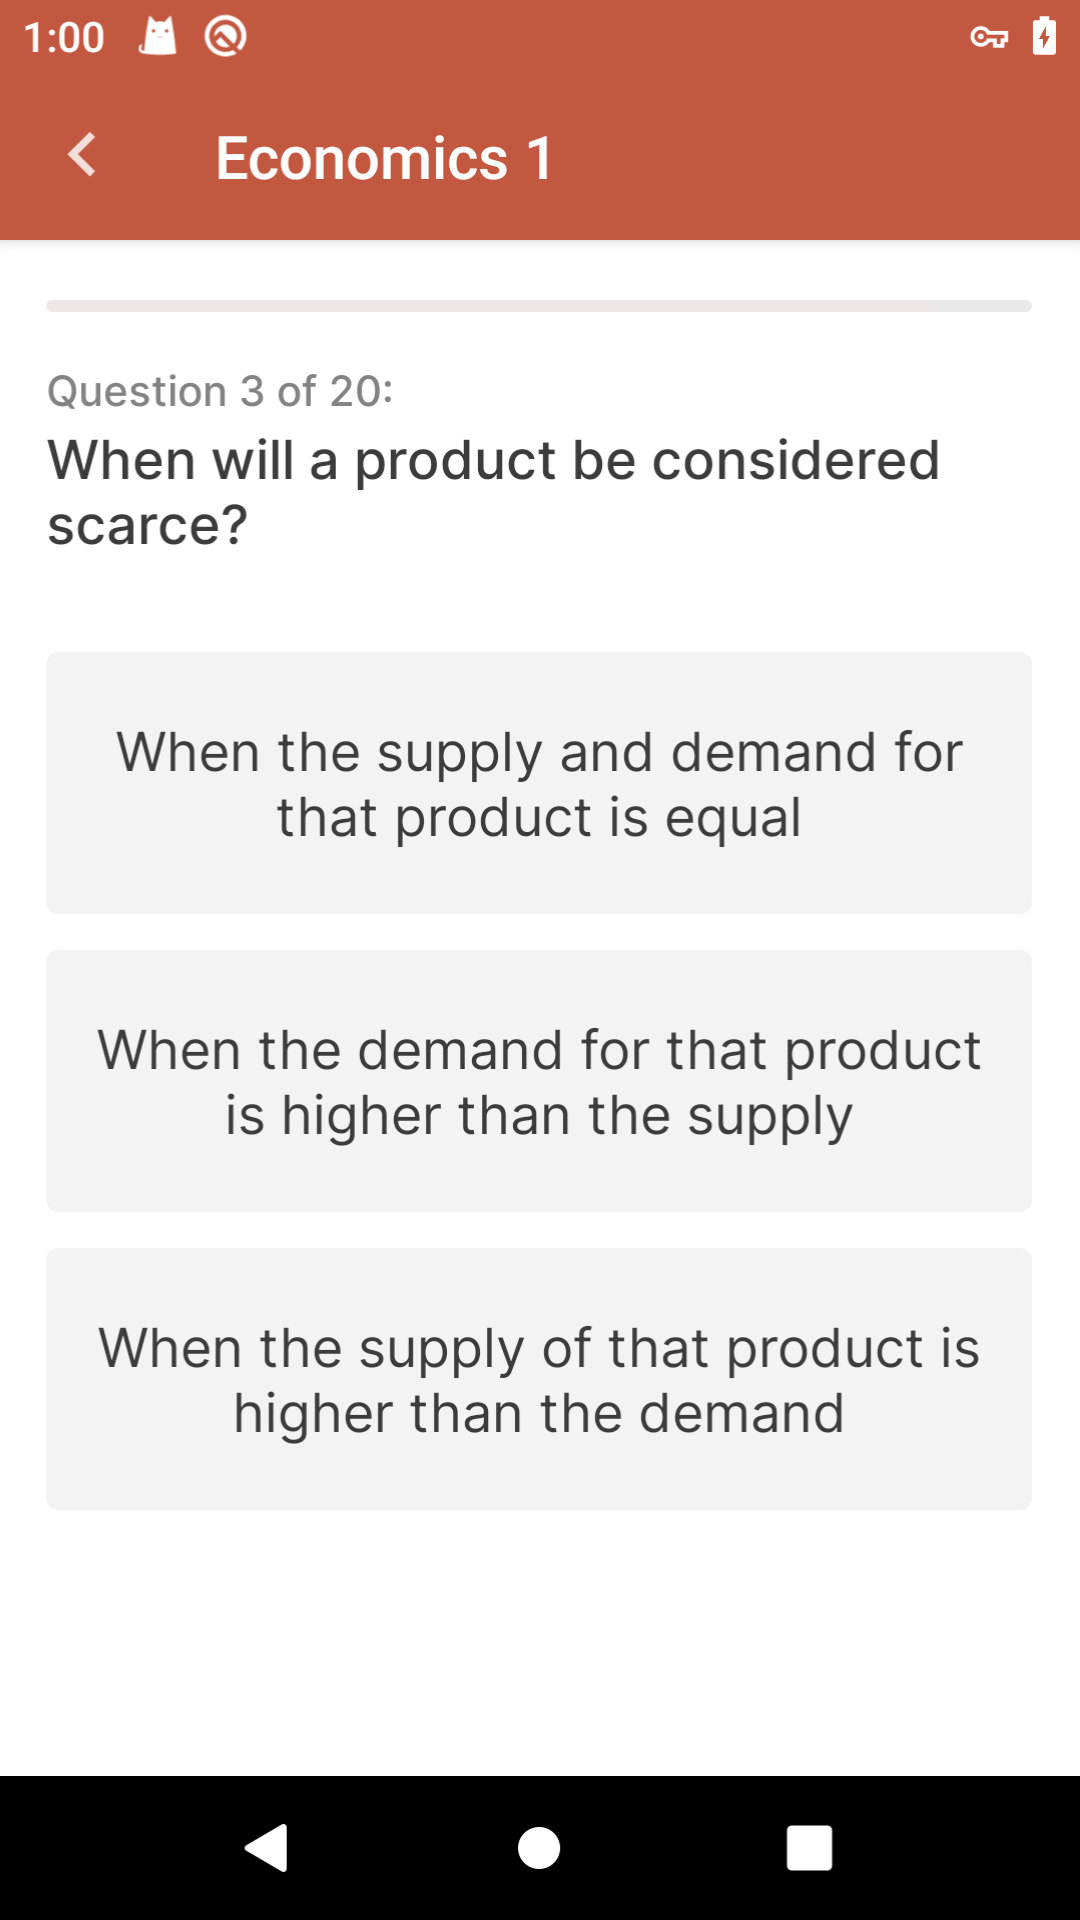 1:00
Economics 1
Question 3 of 20:
When will a product be considered
scarce?
When the supply and demand for
that product is equal
When the demand for that product
is higher than the supply
When the supply of that product is
higher than the demand